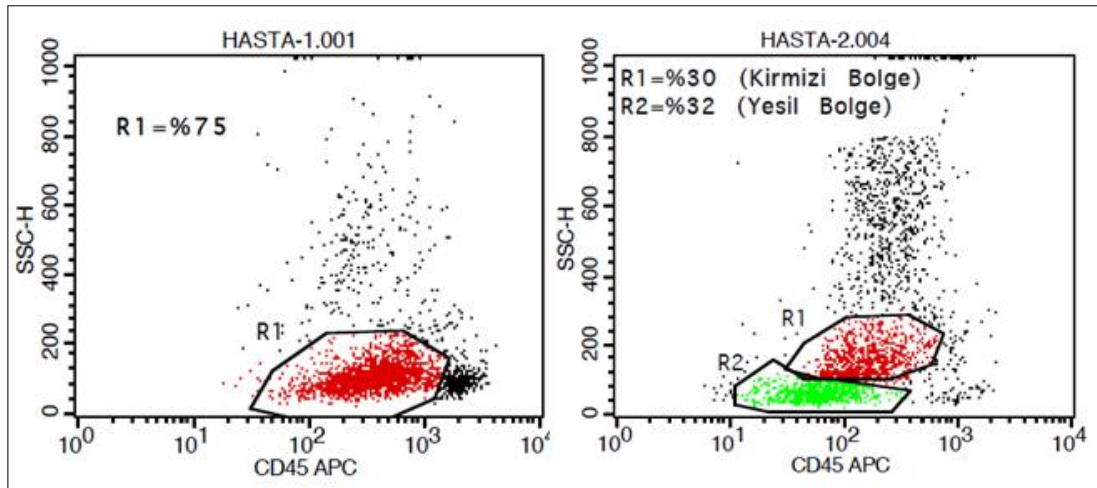 HASTA-1.001
R1=%75
R1
SSC-H
1000
800
600
400
200
0
10^0
10^1
10^2
10^3
10^4
CD45 APC
HASTA-2.004
R1=%30 (Kirmizi Bolge)
R2=%32 (Yesil Bolge)
R1
R2
SSC-H
1000
800
600
400
200
0
10^0
10^1
10^2
10^3
10^4
CD45 APC